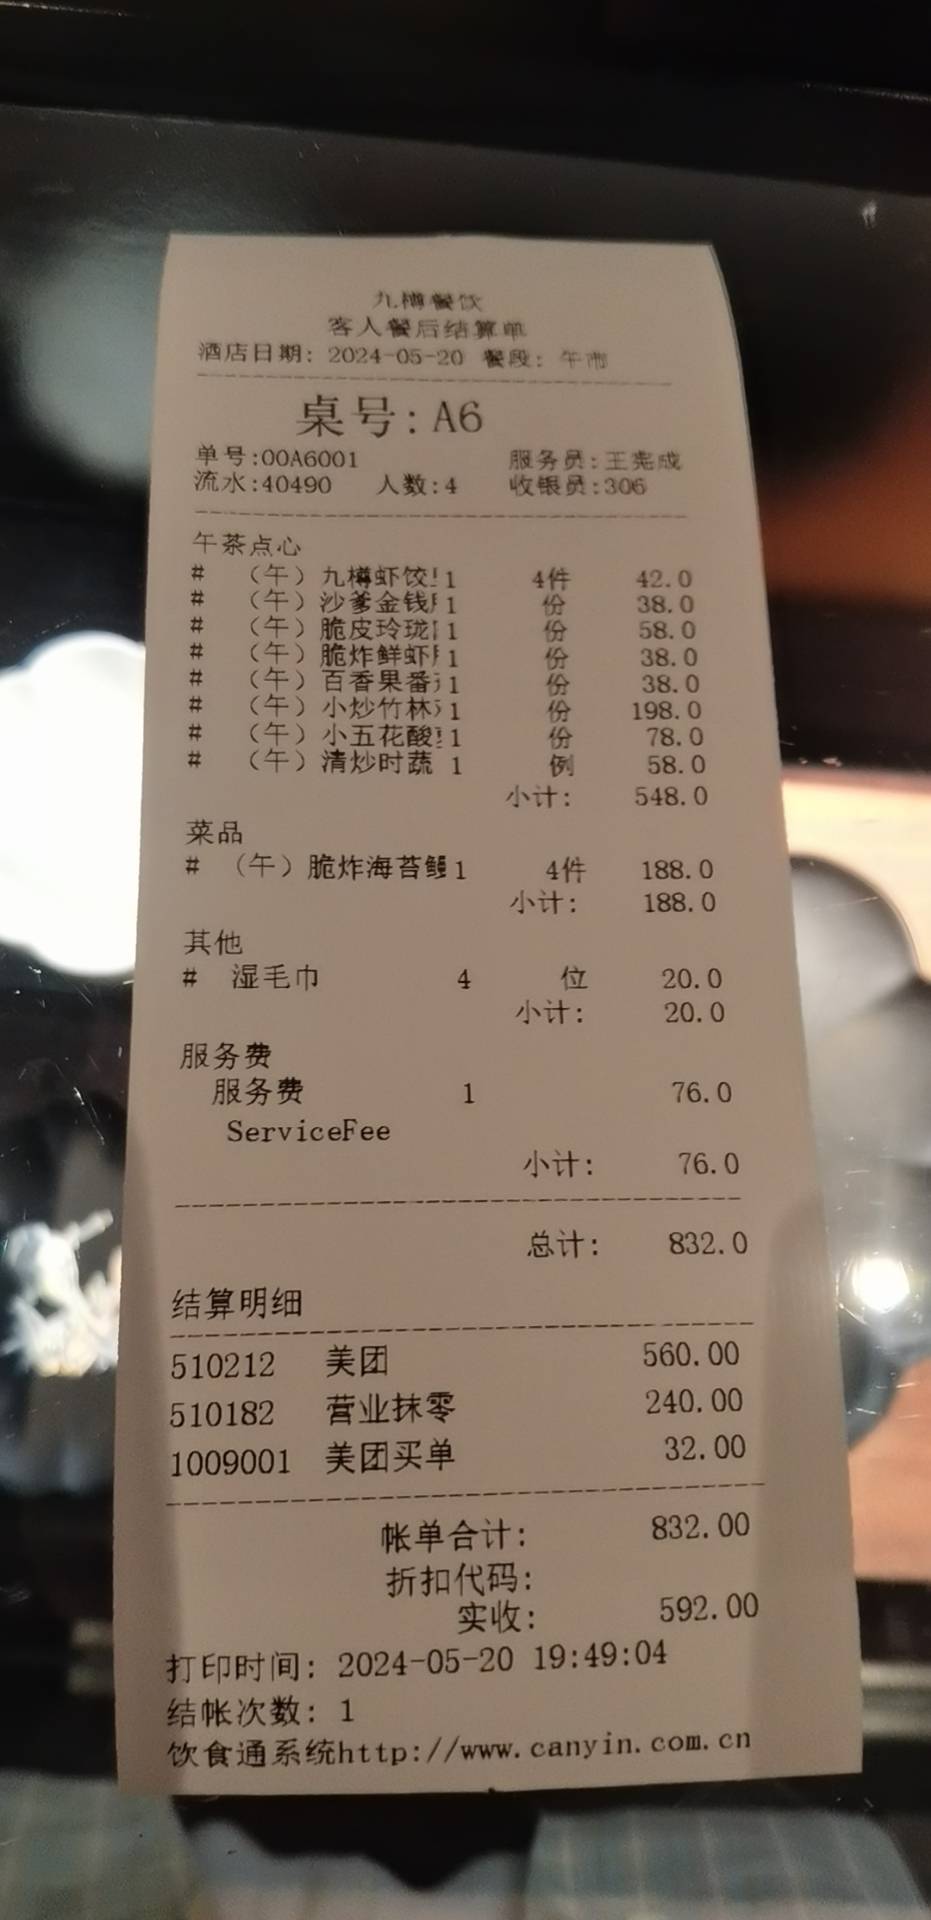 九樽餐饮
客人餐后结算单
酒店日期: 2024-05-20 餐段: 午市
桌号: A6
单号:00A6001 服务员:王宪成
流水:40490 人数:4 收银员:306
午茶点心
# （午）九樽虾饺 1 4件 42.0
# （午）沙爹金钱 1 份 38.0
# （午）脆皮玲珑 1 份 58.0
# （午）脆炸鲜虾 1 份 38.0
# （午）百香果番 1 份 38.0
# （午）小炒竹林 1 份 198.0
# （午）小五花酸 1 份 78.0
# （午）清炒时蔬 1 例 58.0
小计: 548.0
菜品
# （午）脆炸海苔鳗 1 4件 188.0
小计: 188.0
其他
# 湿毛巾 4 位 20.0
小计: 20.0
服务费
服务费 1 76.0
ServiceFee
小计: 76.0
总计: 832.0
结算明细
510212 美团 560.00
510182 营业抹零 240.00
1009001 美团买单 32.00
帐单合计: 832.00
折扣代码:
实收: 592.00
打印时间: 2024-05-20 19:49:04
结帐次数: 1
饮食通系统http://www.canyin.com.cn